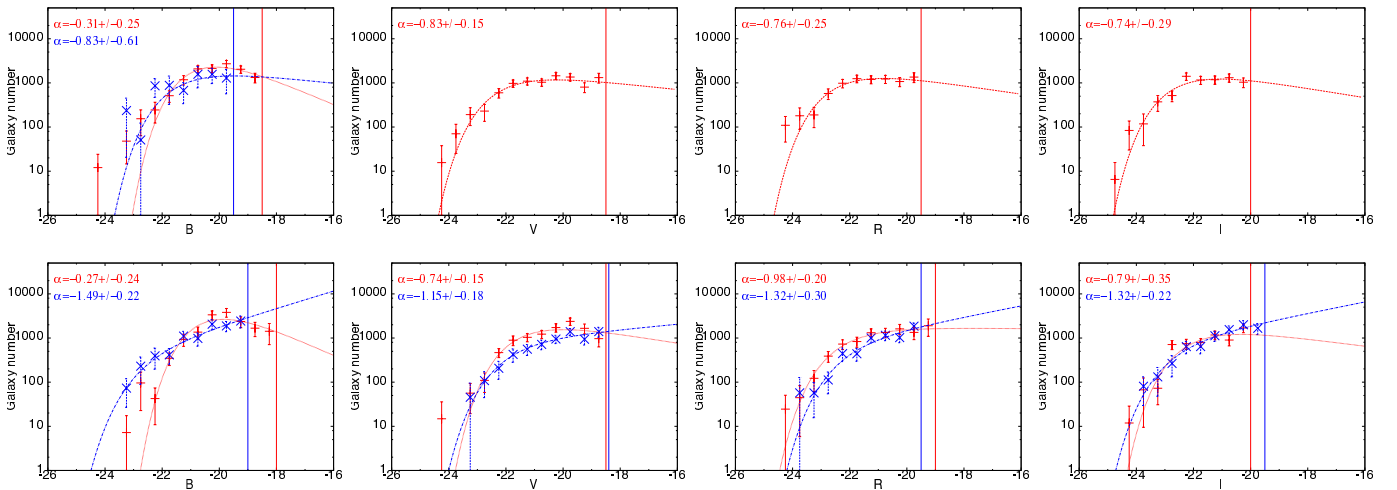 α=−0.31+/−0.25
α=−0.83+/−0.61
Galaxy number
10000
1000
100
10
1
-26 -24 -22 -20 -18 -16
B
α=−0.83+/−0.15
Galaxy number
10000
1000
100
10
1
-26 -24 -22 -20 -18 -16
V
α=−0.76+/−0.25
Galaxy number
10000
1000
100
10
1
-26 -24 -22 -20 -18 -16
R
α=−0.74+/−0.29
Galaxy number
10000
1000
100
10
1
-26 -24 -22 -20 -18 -16
I
α=−0.27+/−0.24
α=−1.49+/−0.22
Galaxy number
10000
1000
100
10
1
-26 -24 -22 -20 -18 -16
B
α=−0.74+/−0.15
α=−1.15+/−0.18
Galaxy number
10000
1000
100
10
1
-26 -24 -22 -20 -18 -16
V
α=−0.98+/−0.20
α=−1.32+/−0.30
Galaxy number
10000
1000
100
10
1
-26 -24 -22 -20 -18 -16
R
α=−0.79+/−0.35
α=−1.32+/−0.22
Galaxy number
10000
1000
100
10
1
-26 -24 -22 -20 -18 -16
I